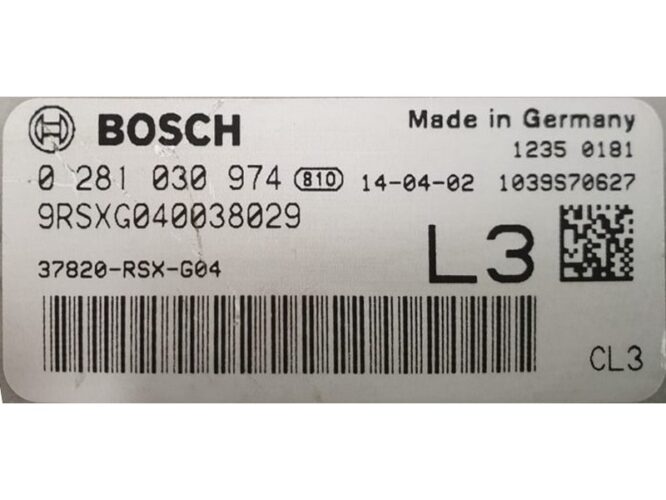 BOSCH
Made in Germany
1235 0181
0 281 030 974 810 14-04-02 1039S70627
9RSXG040038029
L3
37820-RSX-G04
CL3